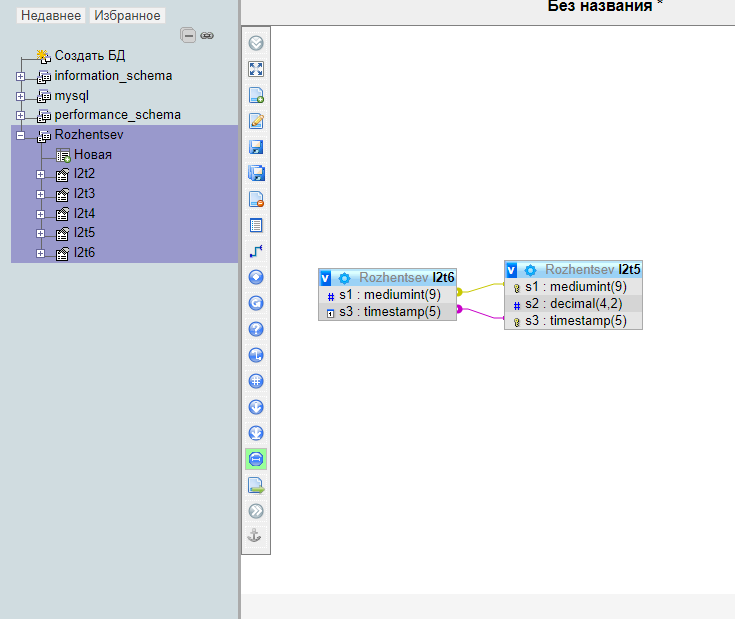 Недавнее Избранное
Создать БД
information_schema
mysql
performance_schema
Rozhentsev
Новая
l2t2
l2t3
l2t4
l2t5
l2t6
Без названия *
v Rozhentsev l2t6
# s1 : mediumint(9)
s3 : timestamp(5)
v Rozhentsev l2t5
s1 : mediumint(9)
# s2 : decimal(4,2)
s3 : timestamp(5)